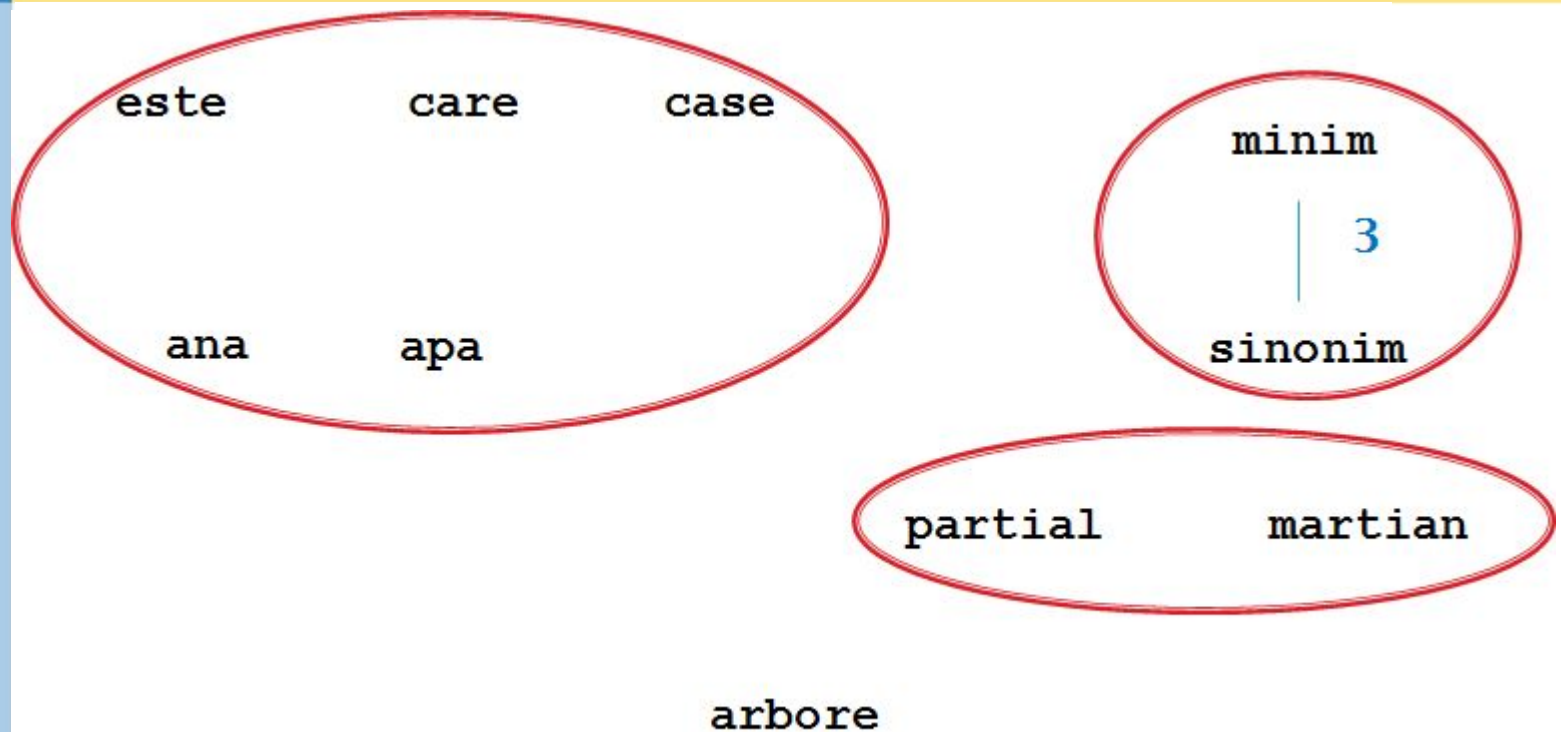 este care case
minim
3
ana apa
sinonim
partial martian
arbore